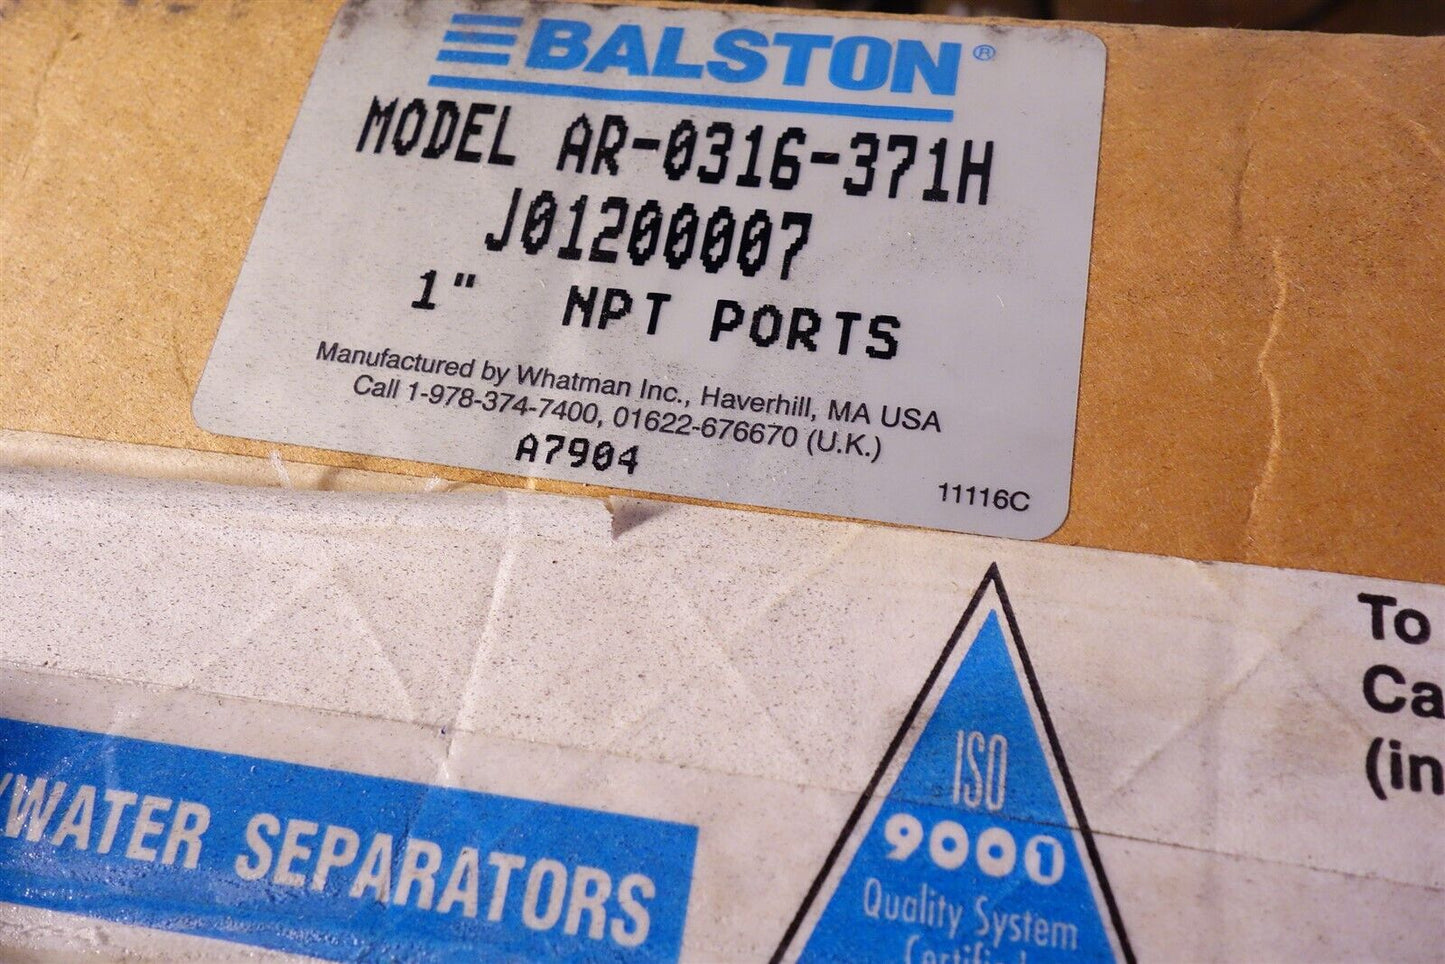 BALSTON®
MODEL AR-0316-371H
J01200007
1" NPT PORTS
Manufactured by Whatman Inc., Haverhill, MA USA
Call 1-978-374-7400, 01622-676670 (U.K.)
A7904
11116C
To
Ca
(in
/WATER SEPARATORS
ISO
9001
Quality System